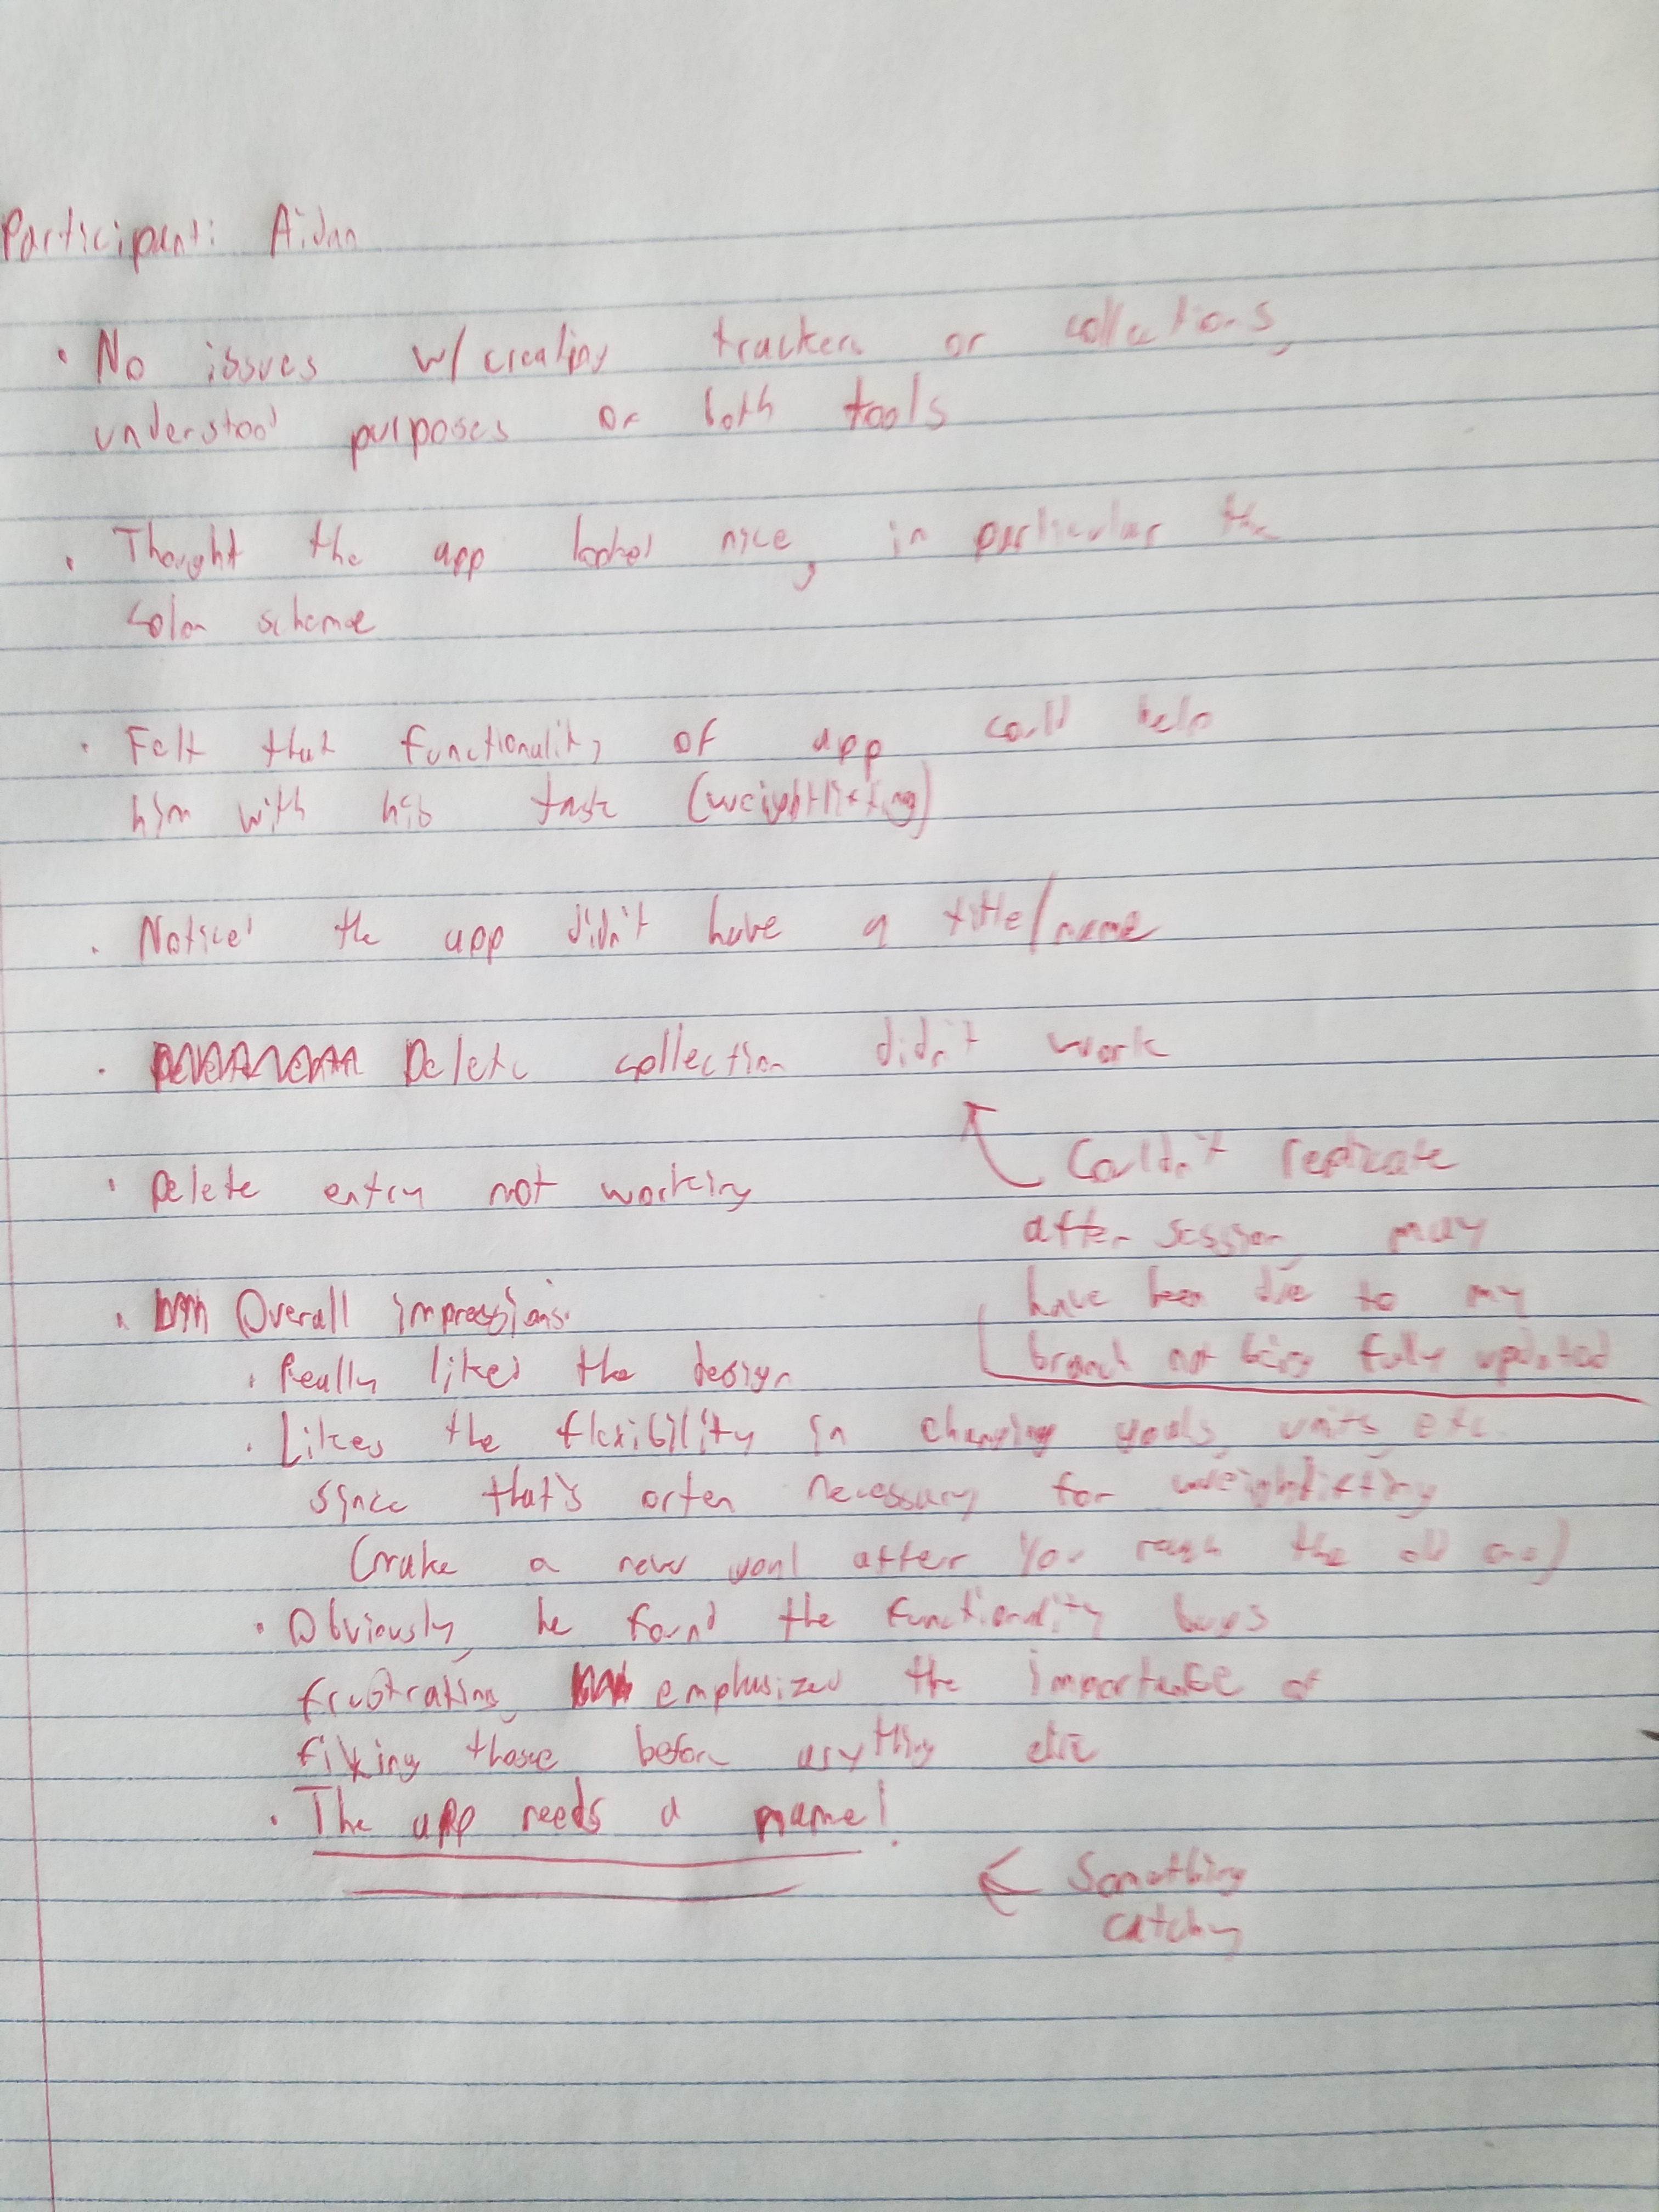 Participant: Aidan
· No issues w/ creating trackers or collections,
understood purposes of both tools
· Thought the app looked nice, in particular the
color scheme
· Felt that functionality of app could help
him with his task (weightlifting)
· Noticed the app didn't have a title/name
· Delete collection didn't work
· Delete entry not working
Couldn't replicate
after session, may
have been due to my
branch not being fully updated
· Overall impressions:
· Really liked the design
· Likes the flexibility in changing goals, units, etc.
since that's often necessary for weightlifting
(make a new goal after you reach the old one)
· Obviously, he found the functionality bugs
frustrating, emphasized the importance of
fixing those before anything else
· The app needs a name!
← Something
catchy